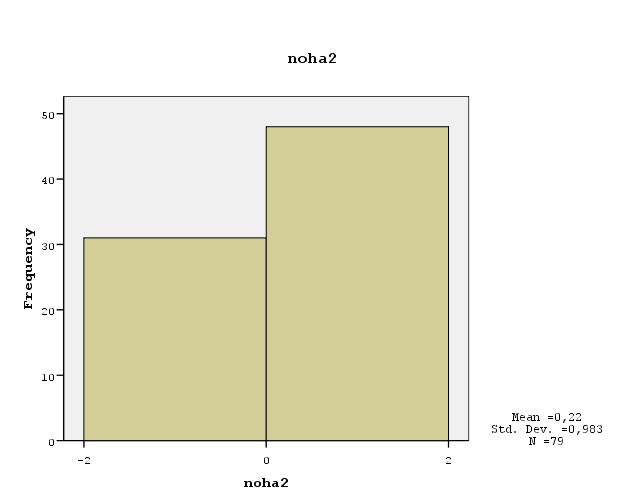 noha2
50
40
30
20
10
0
Frequency
-2 0 2
noha2
Mean =0,22
Std. Dev. =0,983
N =79